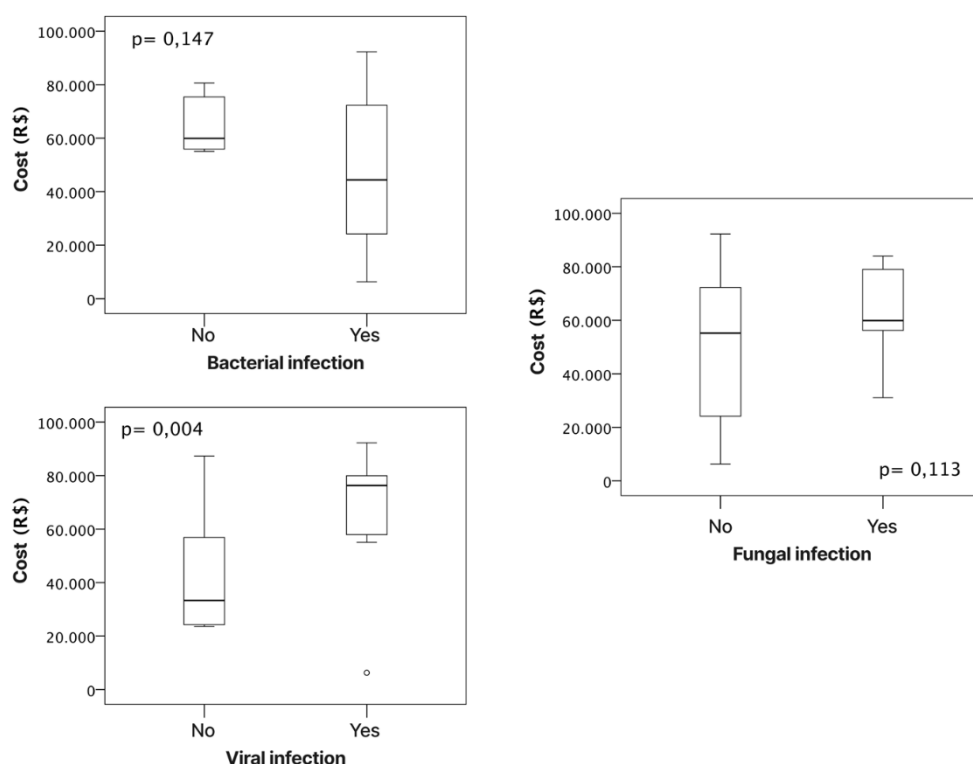 p= 0,147
Cost (R$)
100.000
80.000
60.000
40.000
20.000
0
No Yes
Bacterial infection
p= 0,004
Cost (R$)
100.000
80.000
60.000
40.000
20.000
0
No Yes
Viral infection
Cost (R$)
100.000
80.000
60.000
40.000
20.000
0
p= 0,113
No Yes
Fungal infection